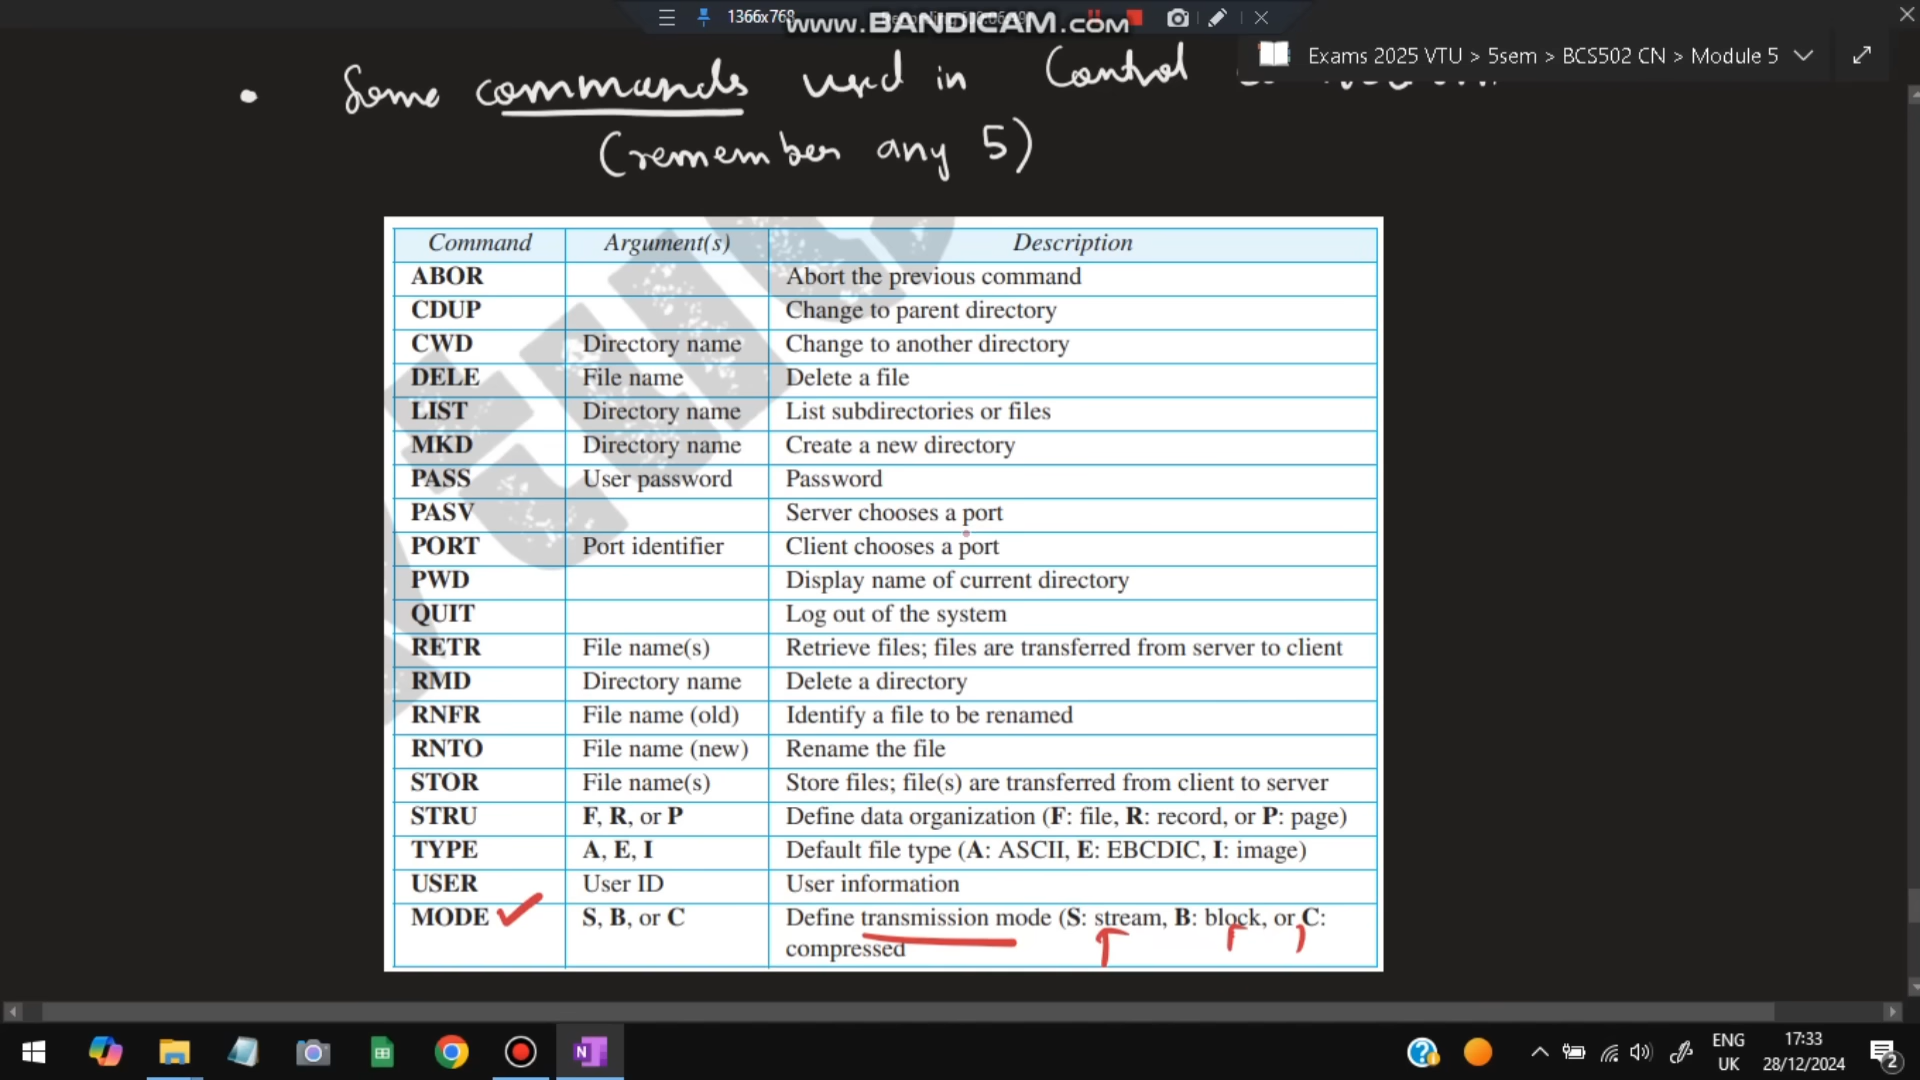 1366x768
www.BANDICAM.com
Exams 2025 VTU > 5sem > BCS502 CN > Module 5
• Some commands used in Control
(remember any 5)
Command Argument(s) Description
ABOR Abort the previous command
CDUP Change to parent directory
CWD Directory name Change to another directory
DELE File name Delete a file
LIST Directory name List subdirectories or files
MKD Directory name Create a new directory
PASS User password Password
PASV Server chooses a port
PORT Port identifier Client chooses a port
PWD Display name of current directory
QUIT Log out of the system
RETR File name(s) Retrieve files; files are transferred from server to client
RMD Directory name Delete a directory
RNFR File name (old) Identify a file to be renamed
RNTO File name (new) Rename the file
STOR File name(s) Store files; file(s) are transferred from client to server
STRU F, R, or P Define data organization (F: file, R: record, or P: page)
TYPE A, E, I Default file type (A: ASCII, E: EBCDIC, I: image)
USER User ID User information
MODE S, B, or C Define transmission mode (S: stream, B: block, or C:
compressed
ENG
UK
17:33
28/12/2024
2